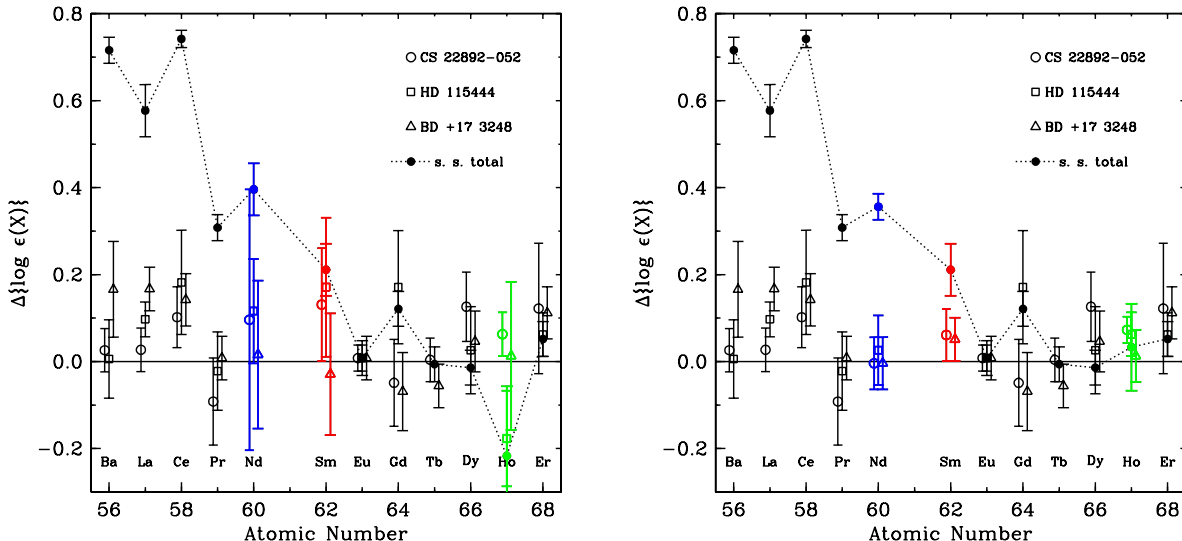 0.8
0.6
0.4
0.2
0.0
-0.2
Δ{log ε(X)}
CS 22892-052
HD 115444
BD +17 3248
s. s. total
Ba La Ce Pr Nd Sm Eu Gd Tb Dy Ho Er
56 58 60 62 64 66 68
Atomic Number
0.8
0.6
0.4
0.2
0.0
-0.2
Δ{log ε(X)}
CS 22892-052
HD 115444
BD +17 3248
s. s. total
Ba La Ce Pr Nd Sm Eu Gd Tb Dy Ho Er
56 58 60 62 64 66 68
Atomic Number